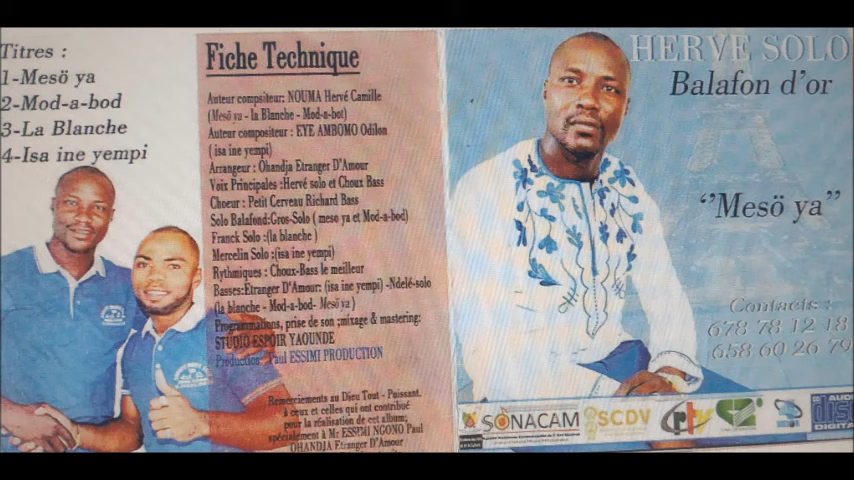 Titres :
1-Mesö ya
2-Mod-a-bod
3-La Blanche
4-Isa ine yempi
Fiche Technique
Auteur compsiteur: NOUMA Hervé Camille
(Mesö ya - la Blanche - Mod-a-bot)
Auteur compositeur : EYE AMBOMO Odilon
( isa ine yempi)
Arrangeur : Ohandja Etranger D'Amour
Voix Principales :Hervé solo et Choux Bass
Choeur : Petit Cerveau Richard Bass
Solo Balafond:Gros-Solo ( meso ya et Mod-a-bod)
Franck Solo :(la blanche )
Mercelin Solo :(isa ine yempi)
Rythmiques : Choux-Bass le meilleur
Basses:Etranger D'Amour: (isa ine yempi) -Ndelé-solo
(la blanche - Mod-a-bod- Mesö ya )
Programmations, prise de son ;mixage & mastering:
STUDIO ESPOIR YAOUNDE
Production : Paul ESSIMI PRODUCTION
Remerciements au Dieu Tout - Puissant.
à ceux et celles qui ont contribué
pour la réalisation de cet album;
spécialement à Mr ESSIMI NGONO Paul
OHANDJA Etranger D'Amour
HERVE SOLO
Balafon d'or
‘’Mesö ya’’
Contacts :
678 78 12 18
658 60 26 79
SONACAM
SCDV
crtv
AUDIO
disc
DIGITAL